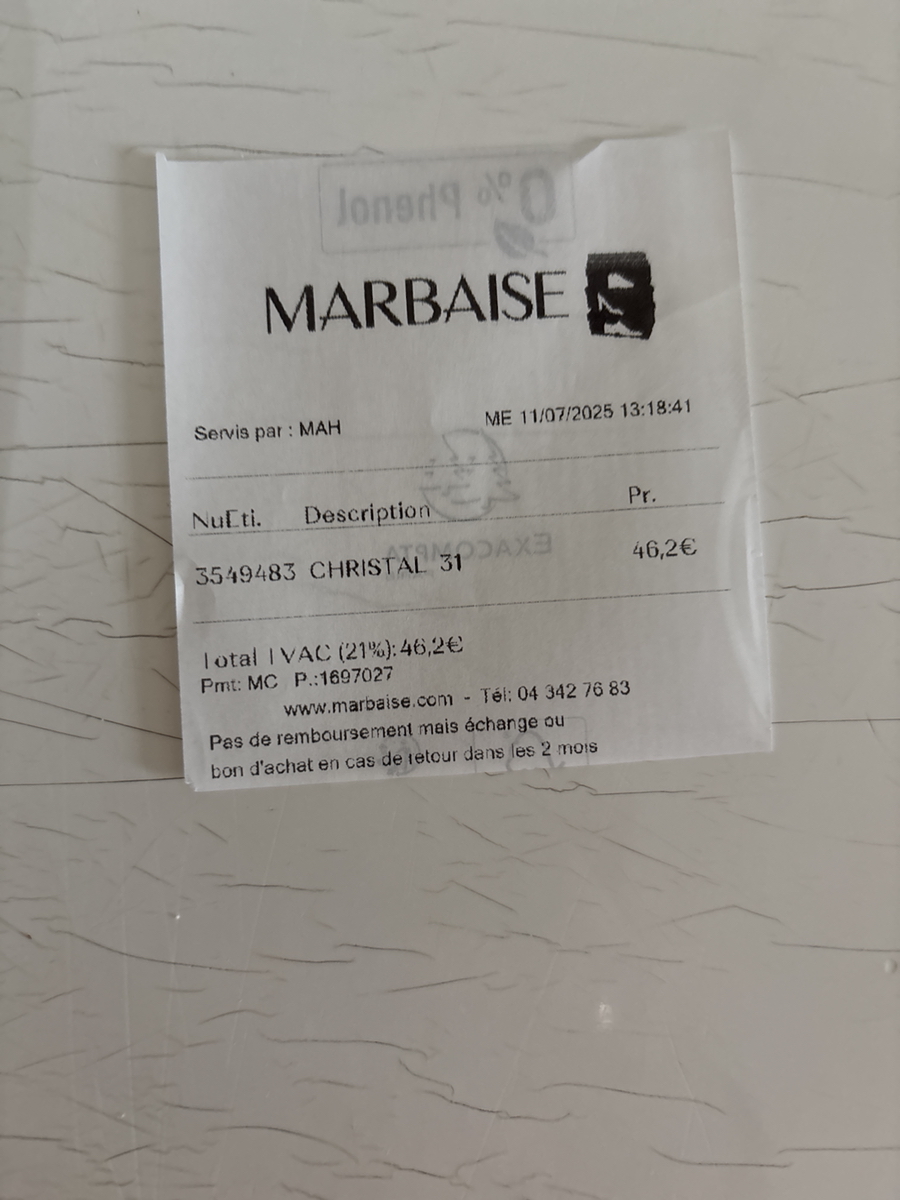 0% Phenol
MARBAISE
Servis par : MAH ME 11/07/2025 13:18:41
NuEti. Description Pr.
EXACOMPTA
3549483 CHRISTAL 31 46,2€
Total TVAC (21%):46,2€
Pmt: MC P.:1697027
www.marbaise.com - Tél: 04 342 76 83
Pas de remboursement mais échange ou
bon d'achat en cas de retour dans les 2 mois